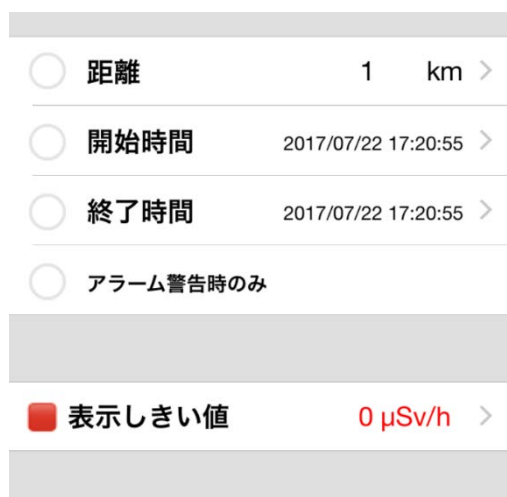 距離 1 km
開始時間 2017/07/22 17:20:55
終了時間 2017/07/22 17:20:55
アラーム警告時のみ
表示しきい値 0 μSv/h